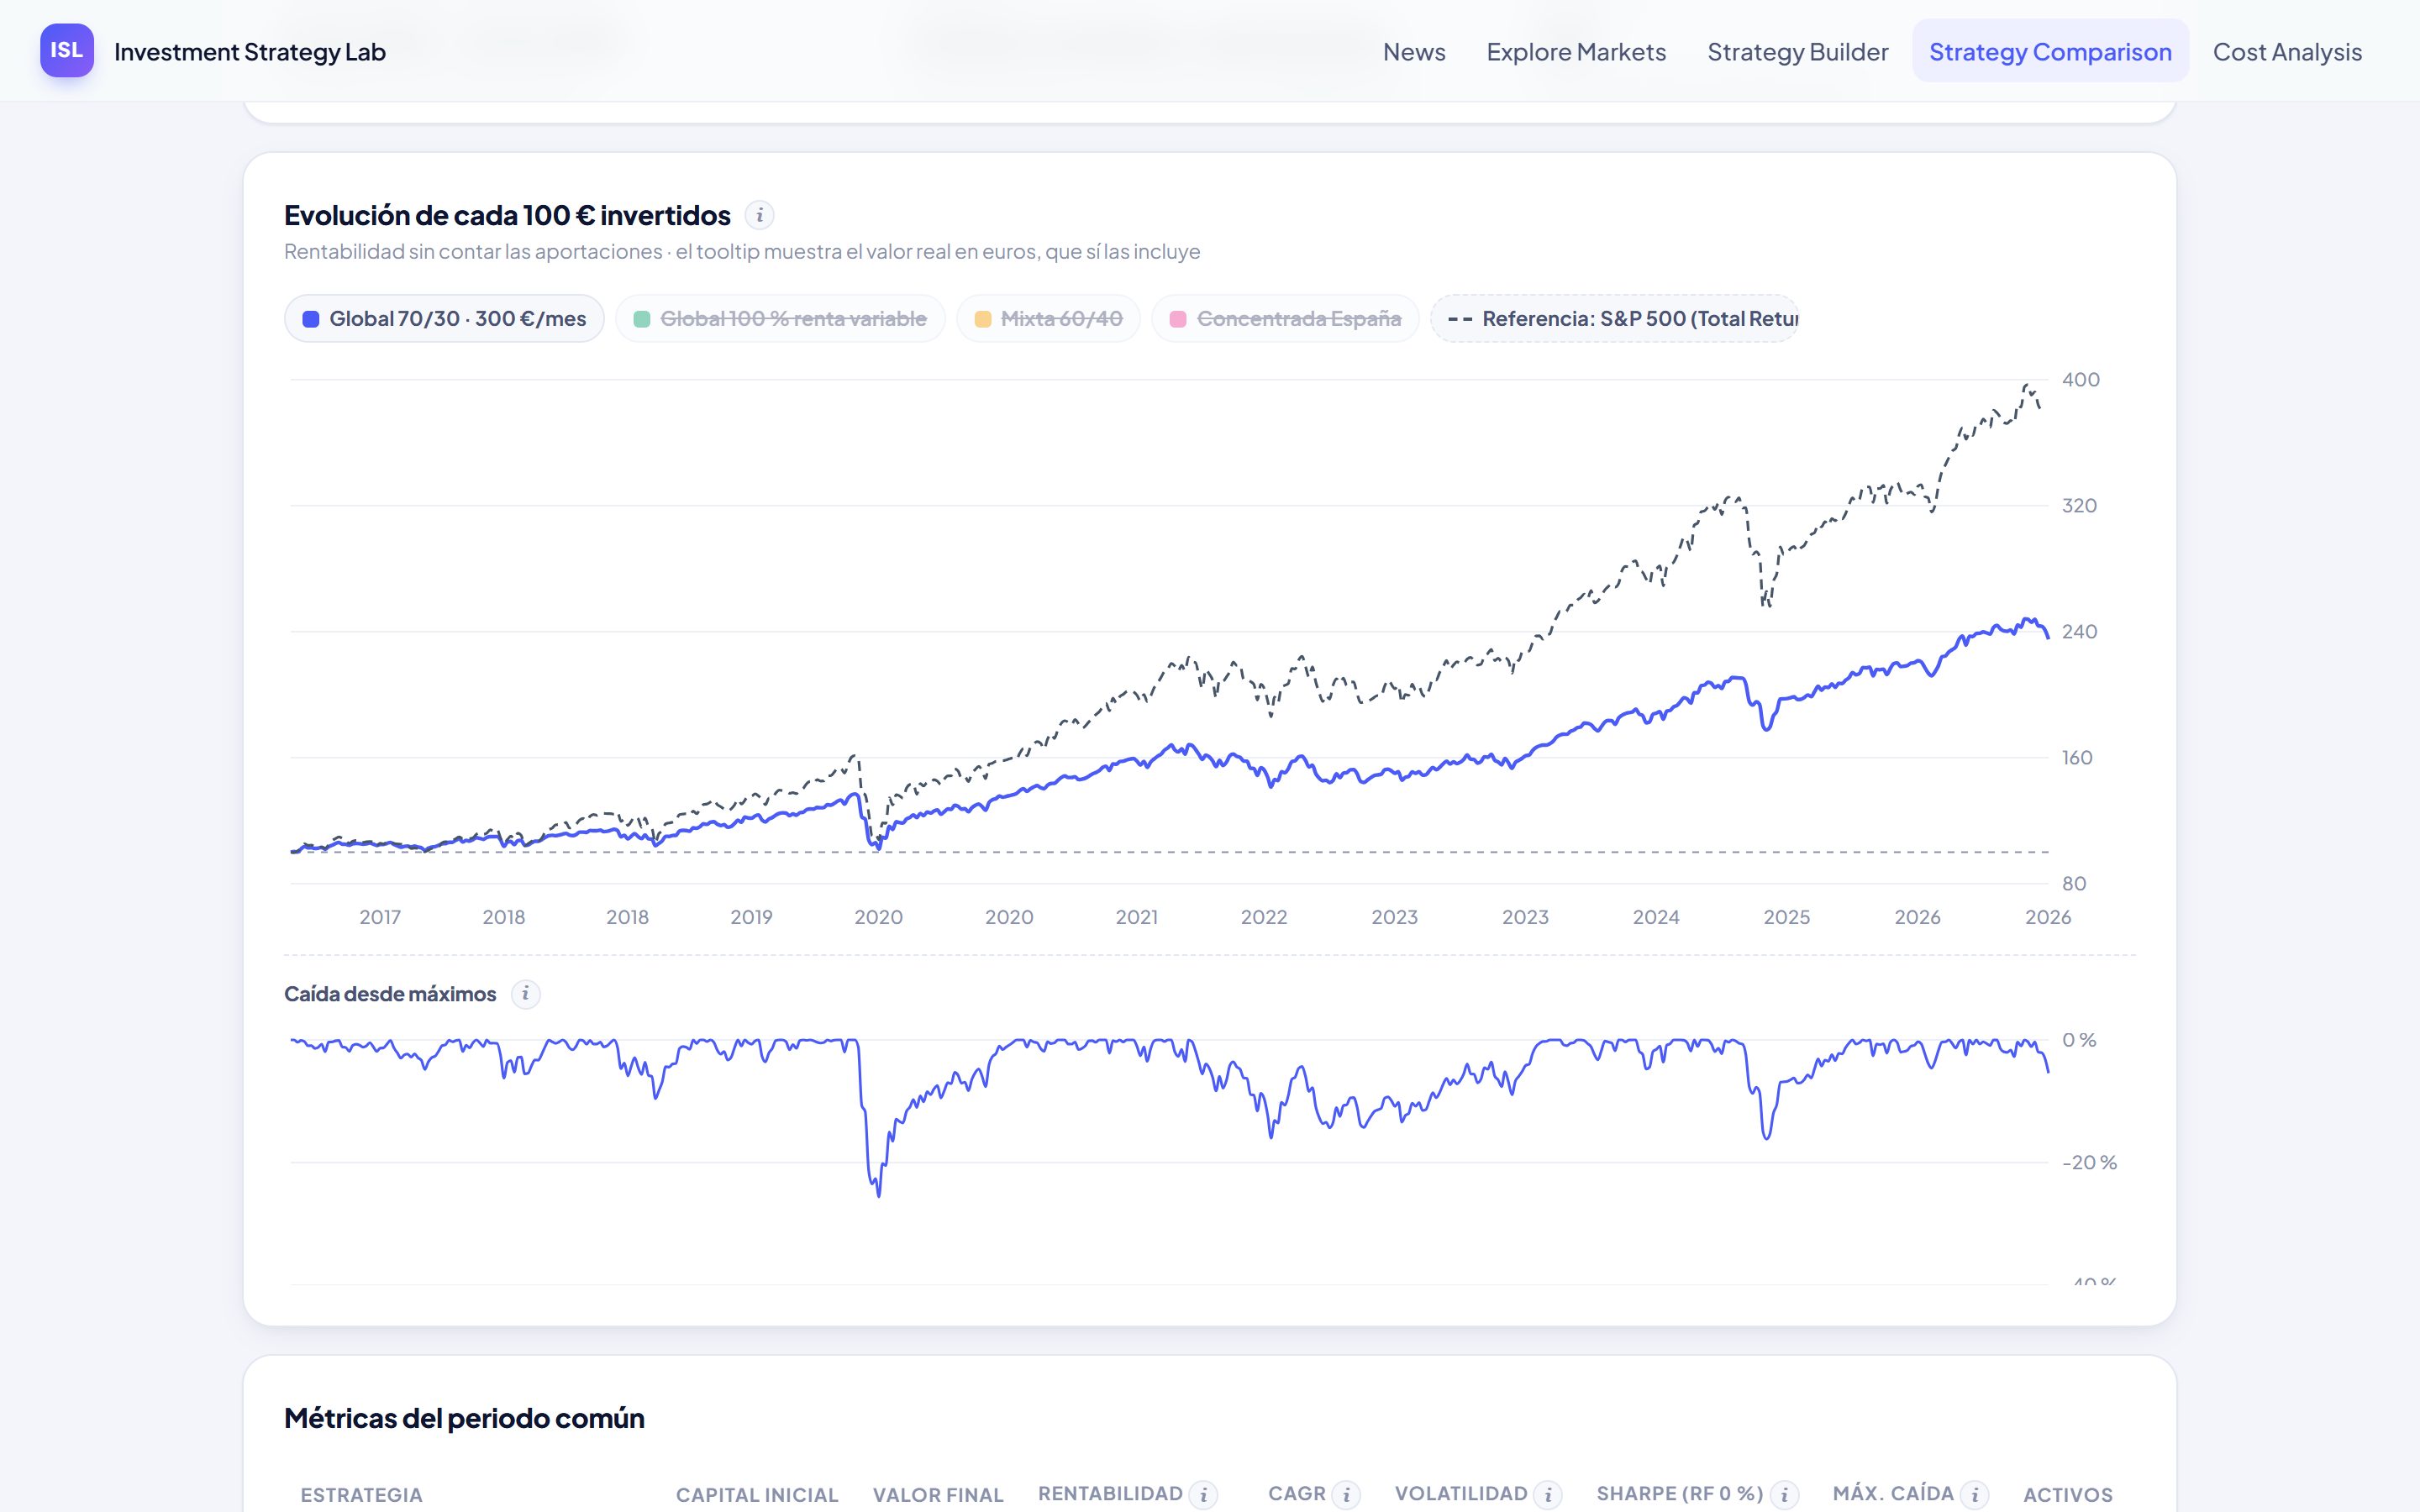 ISL Investment Strategy Lab News Explore Markets Strategy Builder Strategy Comparison Cost Analysis
Evolución de cada 100 € invertidos i
Rentabilidad sin contar las aportaciones · el tooltip muestra el valor real en euros, que sí las incluye
Global 70/30 · 300 €/mes Global 100 % renta variable Mixta 60/40 Concentrada España Referencia: S&P 500 (Total Retur
400
320
240
160
80
2017 2018 2018 2019 2020 2020 2021 2022 2023 2023 2024 2025 2026 2026
Caída desde máximos i
0 %
-20 %
-40 %
Métricas del periodo común
ESTRATEGIA CAPITAL INICIAL VALOR FINAL RENTABILIDAD i CAGR i VOLATILIDAD i SHARPE (RF 0 %) i MÁX. CAÍDA i ACTIVOS